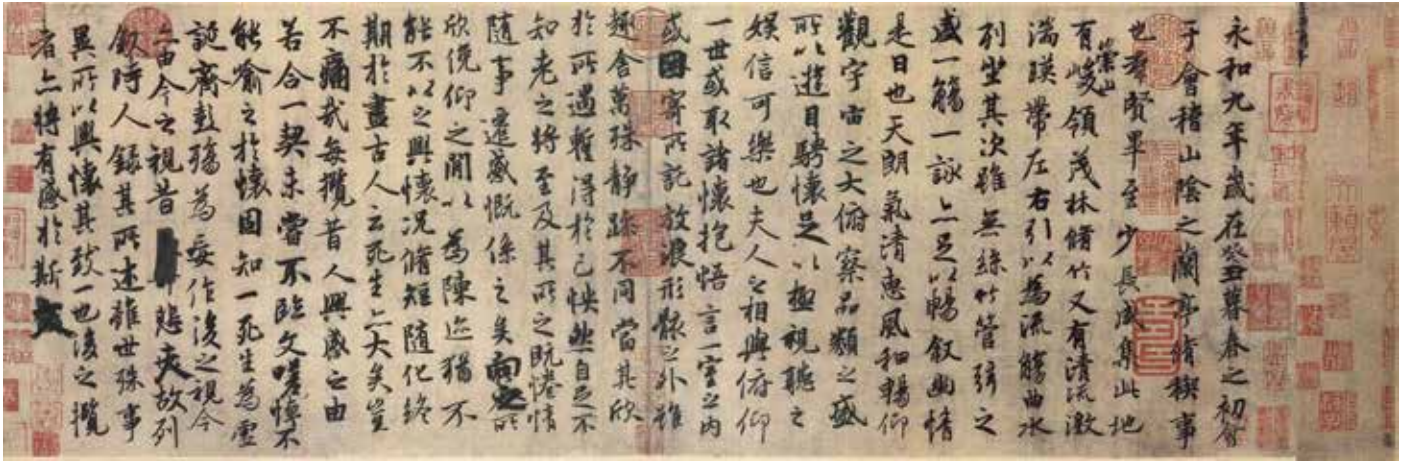 永和九年歲在癸丑暮春之初會
于會稽山陰之蘭亭脩稧事
也羣賢畢至少長咸集此地
有崇山峻領茂林脩竹又有清流激
湍暎帶左右引以為流觴曲水
列坐其次雖無絲竹管弦之
盛一觴一詠亦足以暢敘幽情
是日也天朗氣清惠風和暢仰
觀宇宙之大俯察品類之盛
所以遊目騁懷足以極視聽之
娛信可樂也夫人之相與俯仰
一世或取諸懷抱悟言一室之內
或因寄所託放浪形骸之外雖
趣舍萬殊靜躁不同當其欣
於所遇暫得於己怏然自足不
知老之將至及其所之既惓情
隨事遷感慨係之矣向之所
欣俛仰之閒以為陳迹猶不
能不以之興懷況脩短隨化終
期於盡古人云死生亦大矣豈
不痛哉每攬昔人興感之由
若合一契未嘗不臨文嗟悼不
能喻之於懷固知一死生為虛
誕齊彭殤為妄作後之視今
亦由今之視昔悲夫故列
敘時人錄其所述雖世殊事
異所以興懷其致一也後之攬
者亦將有感於斯文